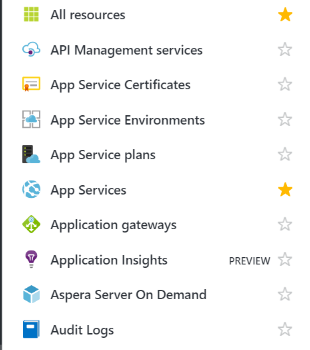 All resources
API Management services
App Service Certificates
App Service Environments
App Service plans
App Services
Application gateways
Application Insights PREVIEW
Aspera Server On Demand
Audit Logs